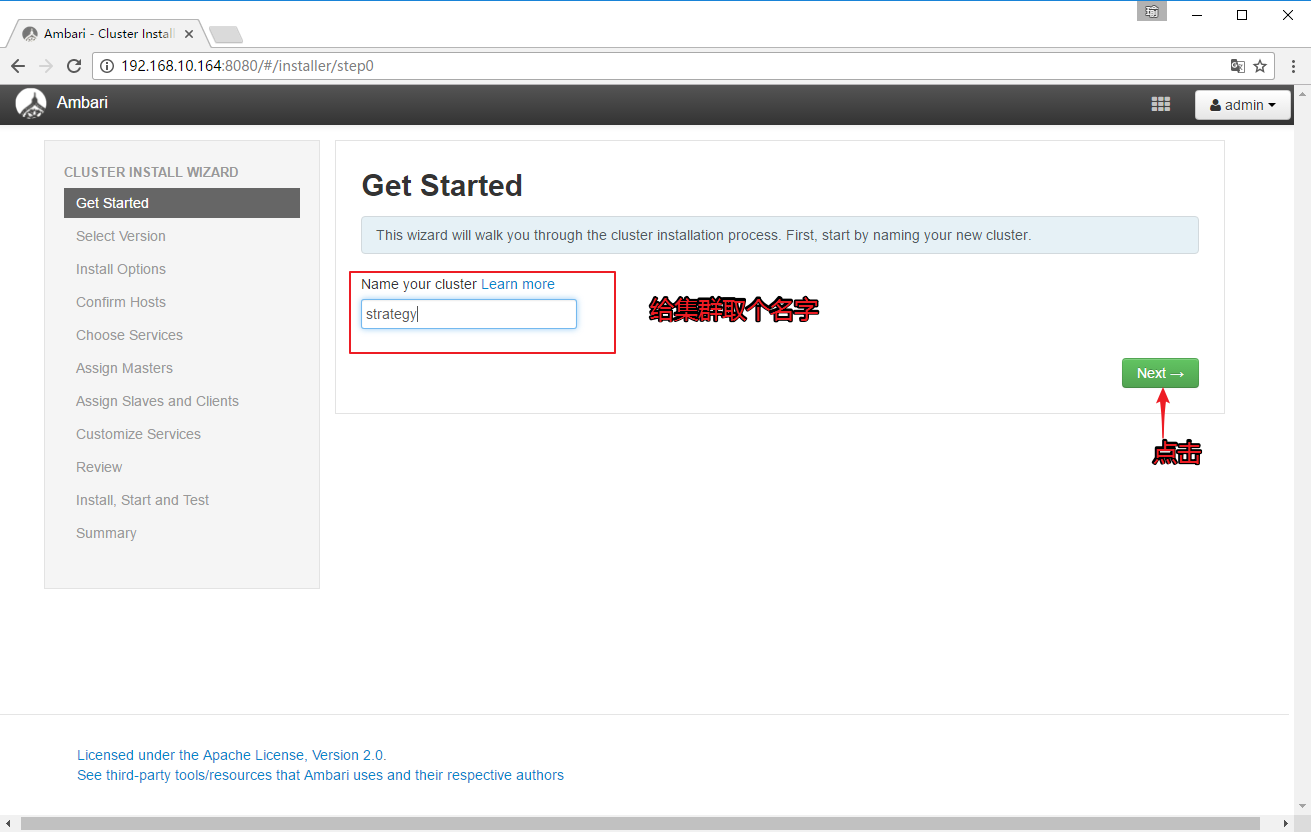 Ambari - Cluster Instal
192.168.10.164:8080/#/installer/step0
Ambari
admin
CLUSTER INSTALL WIZARD
Get Started
Select Version
Install Options
Confirm Hosts
Choose Services
Assign Masters
Assign Slaves and Clients
Customize Services
Review
Install, Start and Test
Summary
Get Started
This wizard will walk you through the cluster installation process. First, start by naming your new cluster.
Name your cluster Learn more
strategy
给集群取个名字
Next →
点击
Licensed under the Apache License, Version 2.0.
See third-party tools/resources that Ambari uses and their respective authors